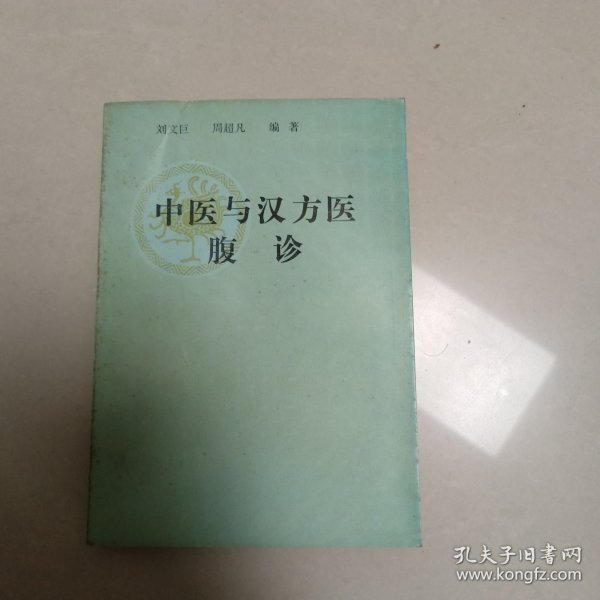 刘文巨 周超凡 编著
中医与汉方医
腹诊
孔夫子旧书网
www.kongfz.com